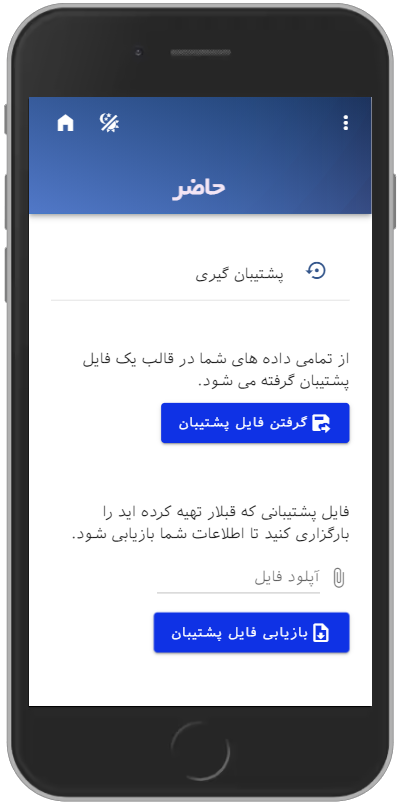 حاضر
پشتیبان گیری
از تمامی داده های شما در قالب یک فایل
پشتیبان گرفته می شود.
گرفتن فایل پشتیبان
فایل پشتیبانی که قبلار تهیه کرده اید را
بارگزاری کنید تا اطلاعات شما بازیابی شود.
آپلود فایل
بازیابی فایل پشتیبان